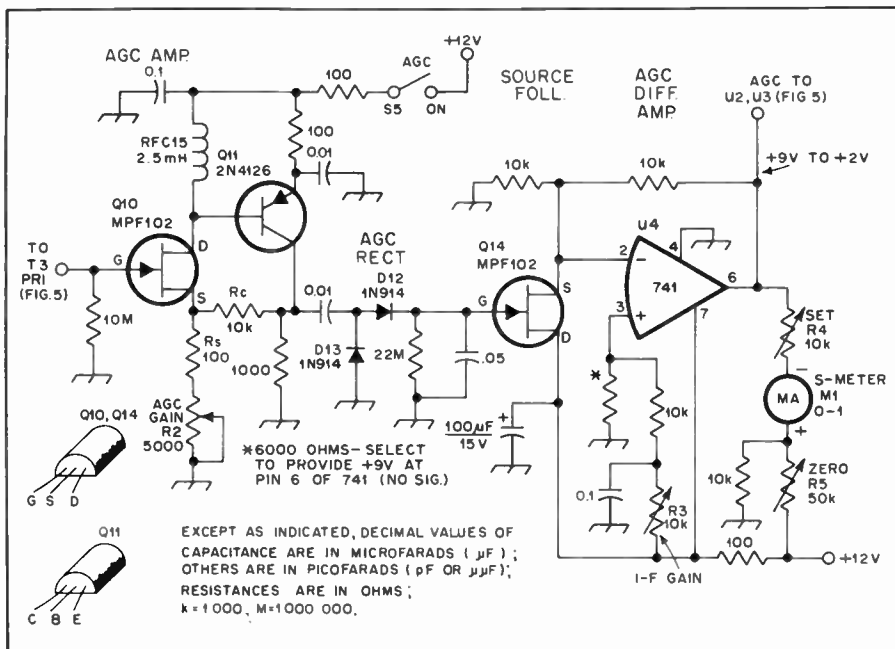 AGC AMP.
0.1
100
AGC
S5
ON
+12V
RFC15
2.5mH
Q11
2N4126
100
0.01
Q10
MPF102
TO
T3
PRI
(FIG.5)
G
D
S
10M
Rc
10k
Rs
100
AGC
GAIN
R2
5000
1000
0.01
AGC
RECT
D12
1N914
D13
1N914
22M
.05
SOURCE
FOLL.
AGC
DIFF.
AMP.
AGC TO
U2, U3 (FIG 5)
+9V TO +2V
10k
10k
Q14
MPF102
G
S
D
U4
741
2
−
3
+
4
6
7
100µF
15V
*
10k
0.1
R3
10k
I-F GAIN
SET
R4
10k
−
MA
+
S-METER
M1
0-1
10k
ZERO
R5
50k
100
+12V
Q10, Q14
G S D
Q11
C B E
*6000 OHMS-SELECT
TO PROVIDE +9V AT
PIN 6 OF 741 (NO SIG.)
EXCEPT AS INDICATED, DECIMAL VALUES OF
CAPACITANCE ARE IN MICROFARADS (µF) ;
OTHERS ARE IN PICOFARADS (pF OR µµF);
RESISTANCES ARE IN OHMS ;
k=1000, M=1000 000.